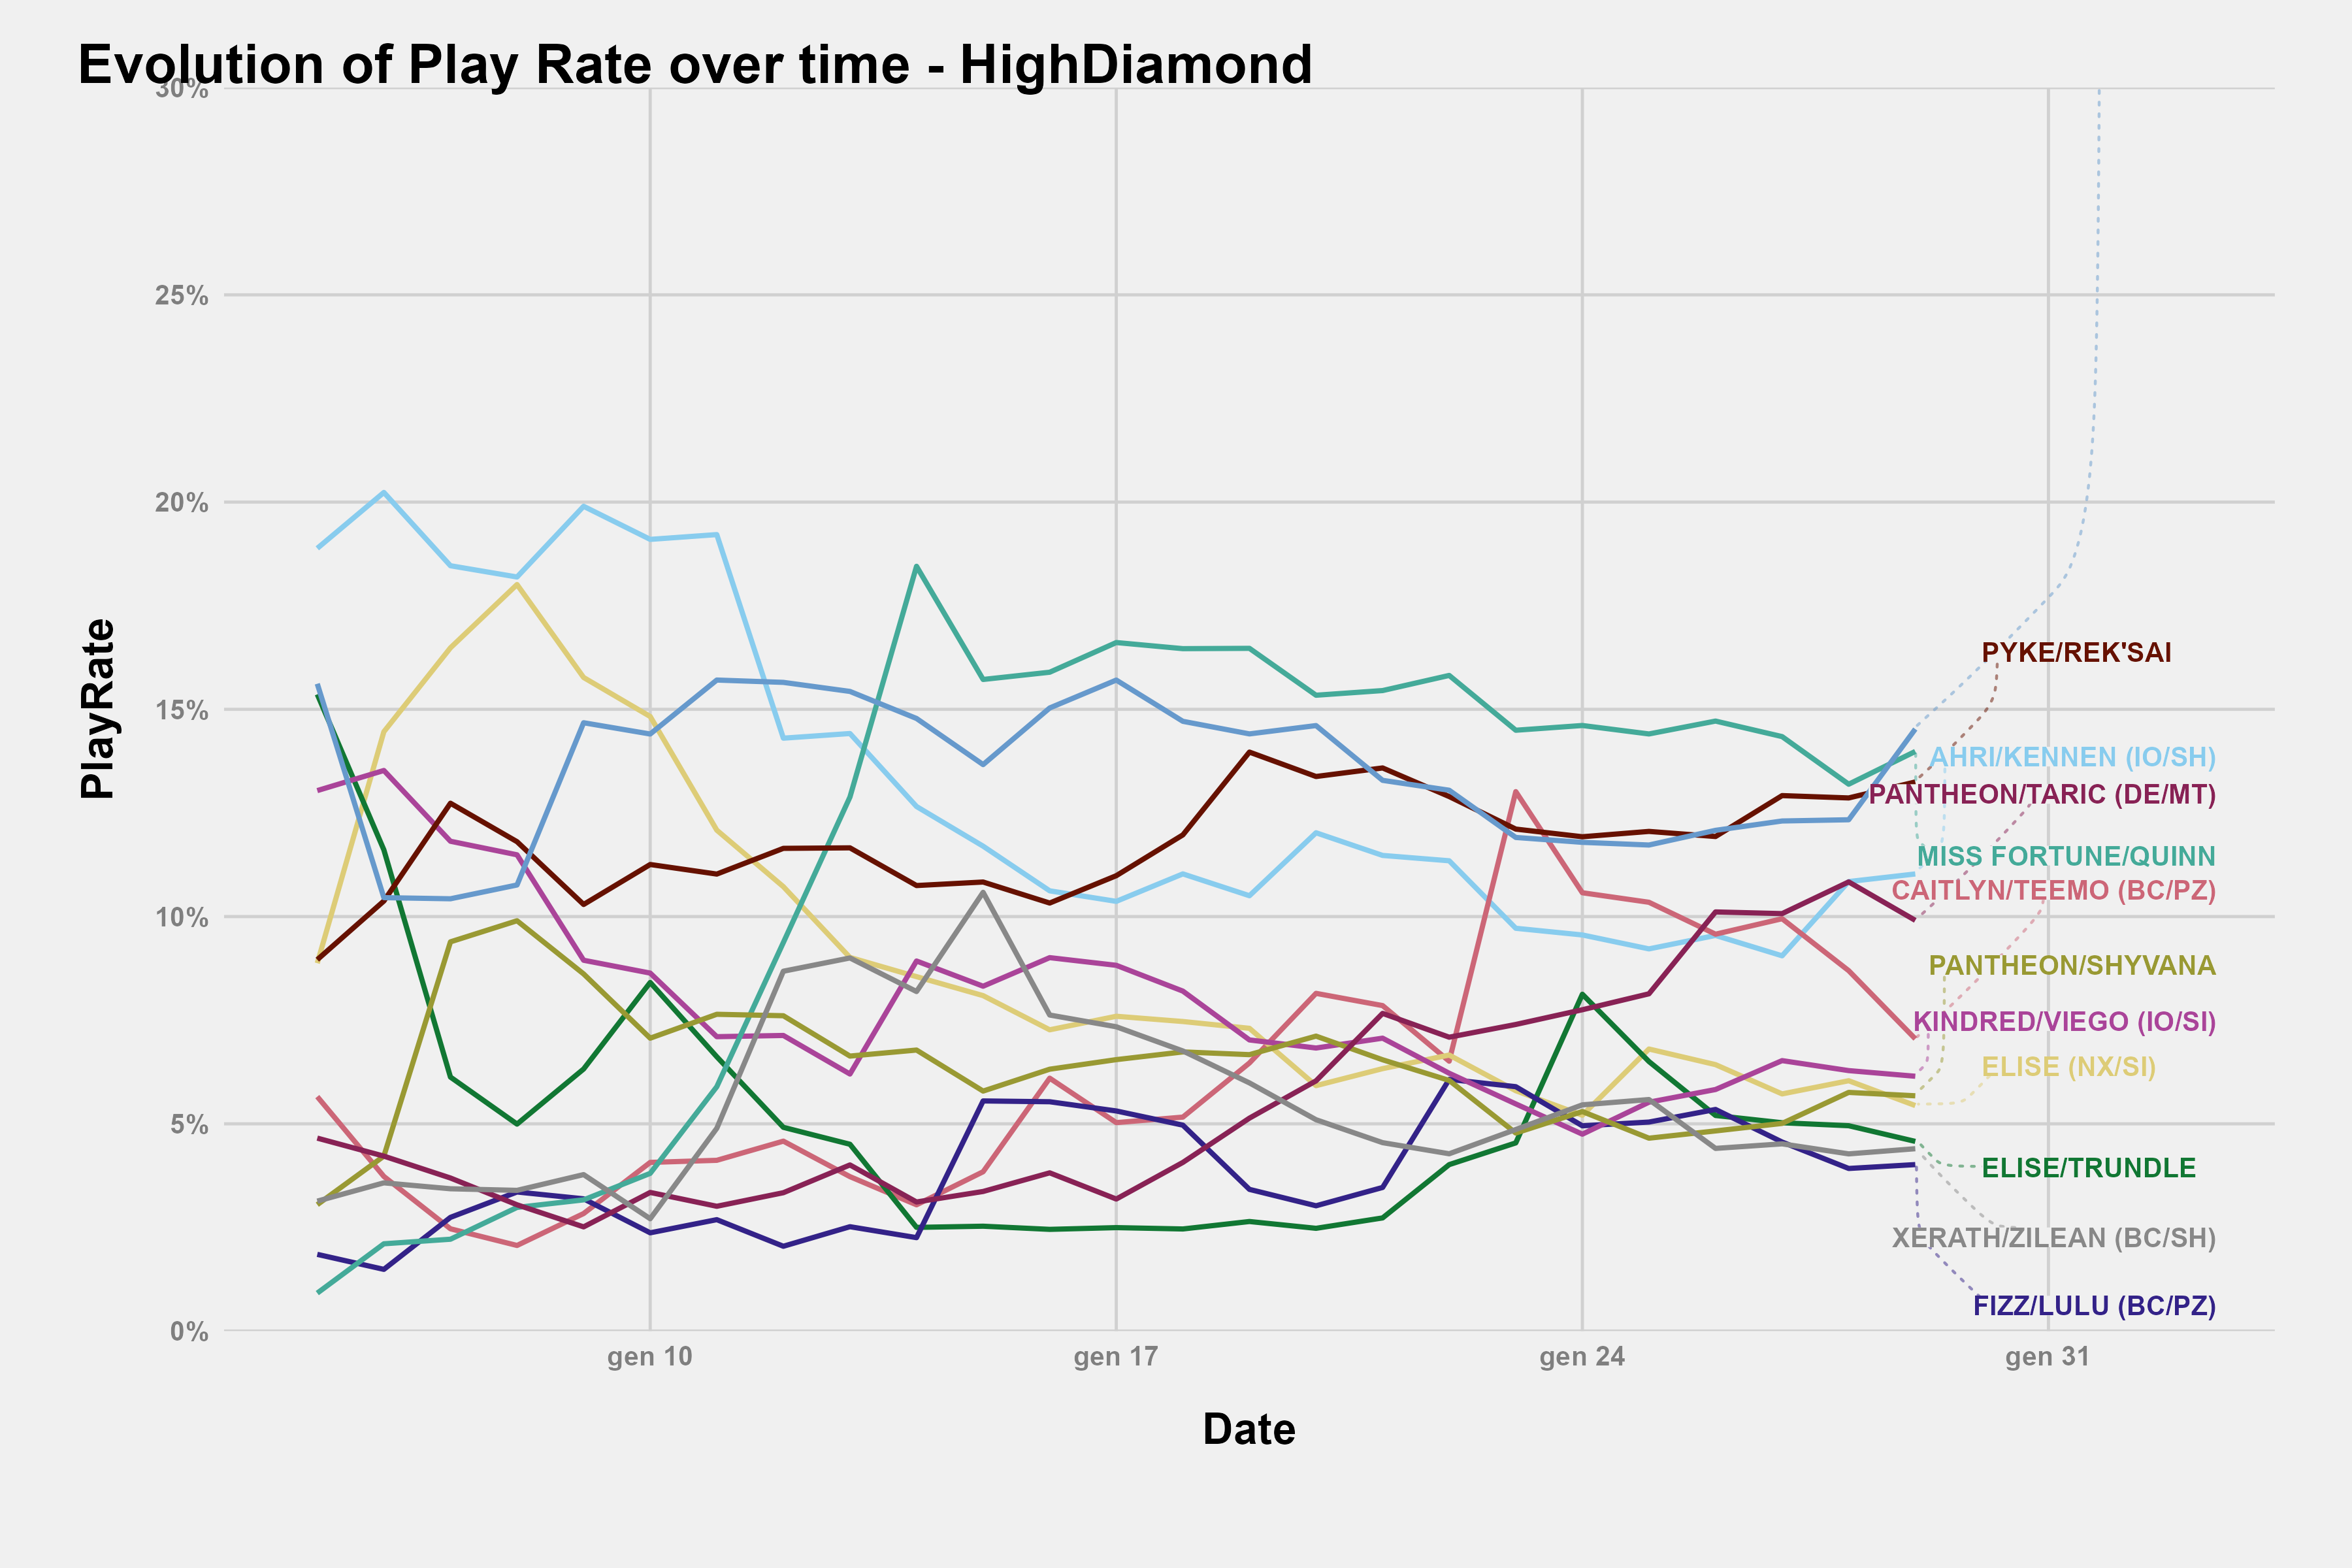 Evolution of Play Rate over time - HighDiamond
30%
25%
20%
15%
10%
5%
0%
PlayRate
PYKE/REK'SAI
AHRI/KENNEN (IO/SH)
PANTHEON/TARIC (DE/MT)
MISS FORTUNE/QUINN
CAITLYN/TEEMO (BC/PZ)
PANTHEON/SHYVANA
KINDRED/VIEGO (IO/SI)
ELISE (NX/SI)
ELISE/TRUNDLE
XERATH/ZILEAN (BC/SH)
FIZZ/LULU (BC/PZ)
gen 10
gen 17
gen 24
gen 31
Date